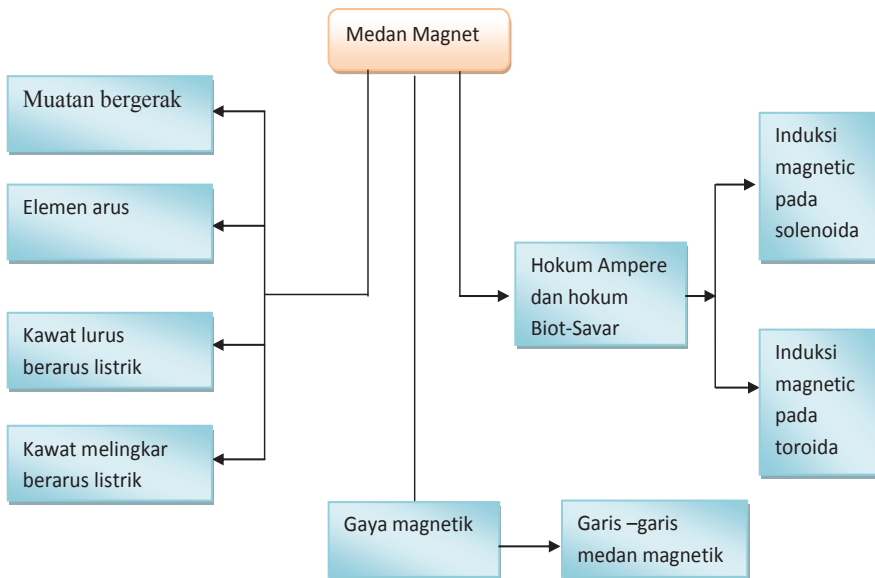 Medan Magnet
Muatan bergerak
Elemen arus
Kawat lurus
berarus listrik
Kawat melingkar
berarus listrik
Hokum Ampere
dan hokum
Biot-Savar
Induksi
magnetic
pada
solenoida
Induksi
magnetic
pada
toroida
Gaya magnetik
Garis –garis
medan magnetik